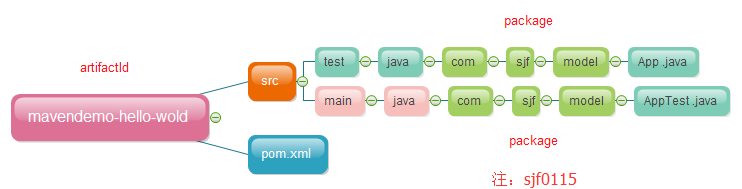 package
artifactId
test java com sjf model App .java
src
main java com sjf model AppTest .java
mavendemo-hello-wold
package
pom.xml
注：sjf0115